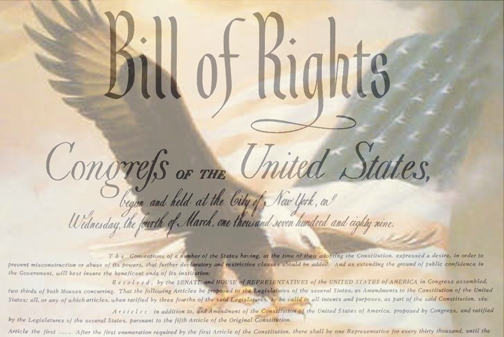 Bill of Rights
Congreſs OF THE United States,
begun and held at the City of New York, on
Wednesday, the fourth of March, one thousand seven hundred and eighty nine.
The Conventions of a number of the States having, at the time of their adopting the Constitution, expressed a desire, in order to
prevent misconstruction or abuse of its powers, that further declaratory and restrictive clauses should be added: And as extending the ground of public confidence in
the Government, will best insure the beneficent ends of its institution:
Resolved, by the SENATE and HOUSE of REPRESENTATIVES of the UNITED STATES of AMERICA in Congress assembled,
two thirds of both Houses concurring, That the following Articles be proposed to the Legislatures of the several States, as Amendments to the Constitution of the United
States; all, or any of which articles, when ratified by three fourths of the said Legislatures, to be valid to all intents and purposes, as part of the said Constitution, viz:
Articles in addition to, and Amendment of the Constitution of the United States of America, proposed by Congress, and ratified
by the Legislatures of the several States, pursuant to the fifth Article of the Original Constitution.
Article the first ...... After the first enumeration required by the first Article of the Constitution, there shall be one Representative for every thirty thousand, until the